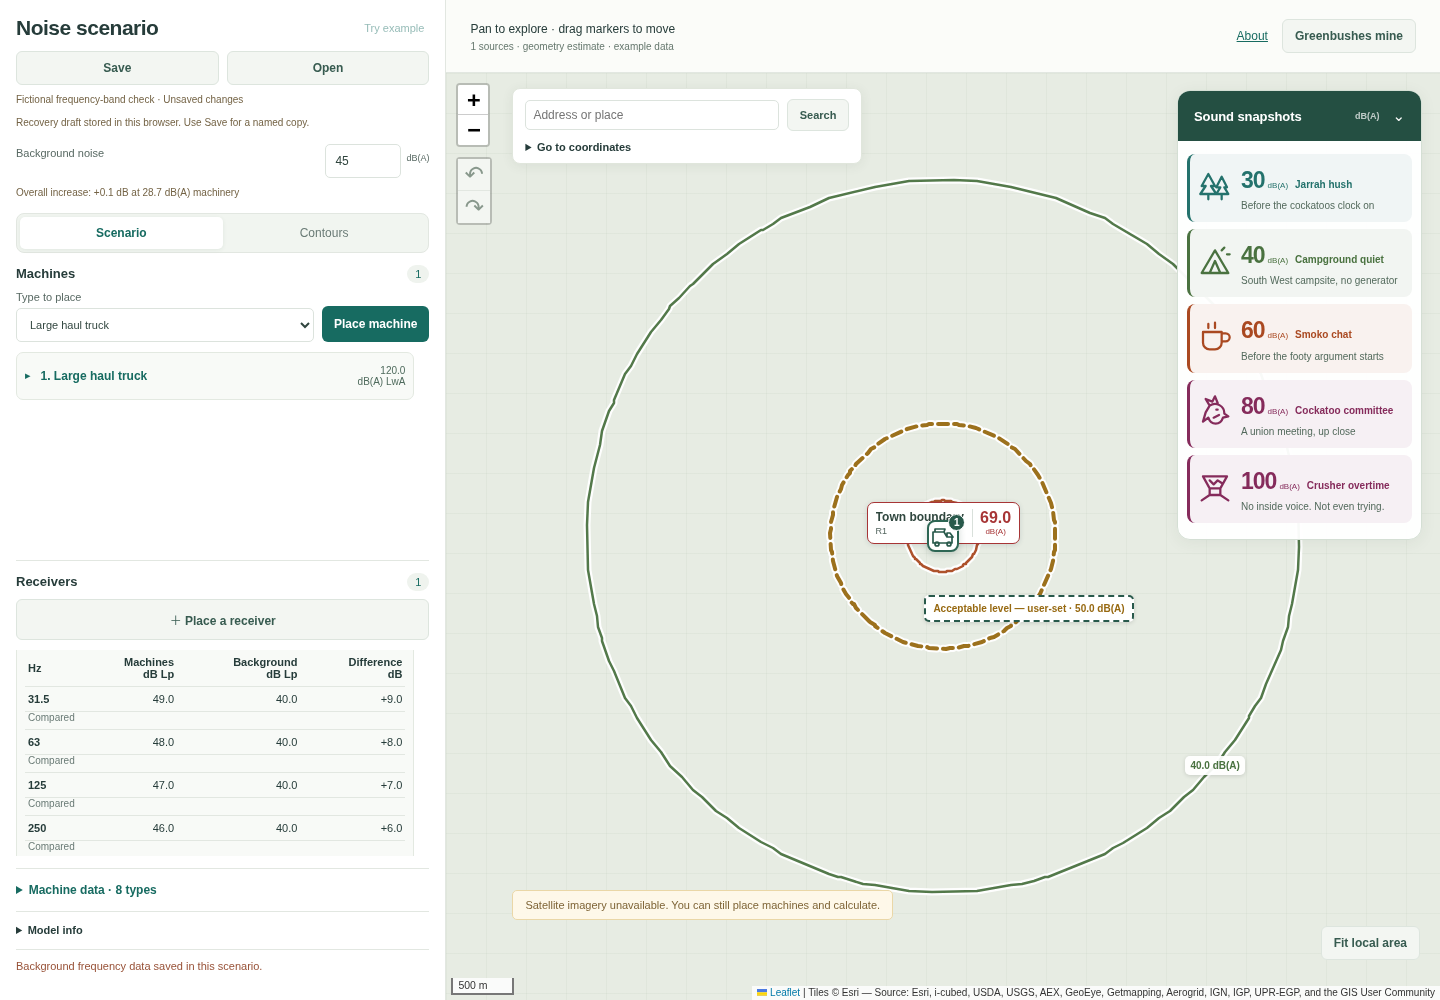 Noise scenario
Try example
Save
Open
Fictional frequency-band check · Unsaved changes
Recovery draft stored in this browser. Use Save for a named copy.
Background noise
45
dB(A)
Overall increase: +0.1 dB at 28.7 dB(A) machinery
Scenario
Contours
Machines
1
Type to place
Large haul truck
Place machine
1. Large haul truck
120.0
dB(A) LwA
Receivers
1
+ Place a receiver
Hz Machines Background Difference
dB Lp dB Lp dB
31.5 49.0 40.0 +9.0
Compared
63 48.0 40.0 +8.0
Compared
125 47.0 40.0 +7.0
Compared
250 46.0 40.0 +6.0
Compared
Machine data · 8 types
Model info
Background frequency data saved in this scenario.
Pan to explore · drag markers to move
1 sources · geometry estimate · example data
About
Greenbushes mine
+
−
Address or place
Search
Go to coordinates
Sound snapshots
dB(A)
30 dB(A) Jarrah hush
Before the cockatoos clock on
40 dB(A) Campground quiet
South West campsite, no generator
60 dB(A) Smoko chat
Before the footy argument starts
80 dB(A) Cockatoo committee
A union meeting, up close
100 dB(A) Crusher overtime
No inside voice. Not even trying.
Town boundary
R1
1
69.0
dB(A)
Acceptable level — user-set · 50.0 dB(A)
40.0 dB(A)
Satellite imagery unavailable. You can still place machines and calculate.
Fit local area
500 m
Leaflet | Tiles © Esri — Source: Esri, i-cubed, USDA, USGS, AEX, GeoEye, Getmapping, Aerogrid, IGN, IGP, UPR-EGP, and the GIS User Community